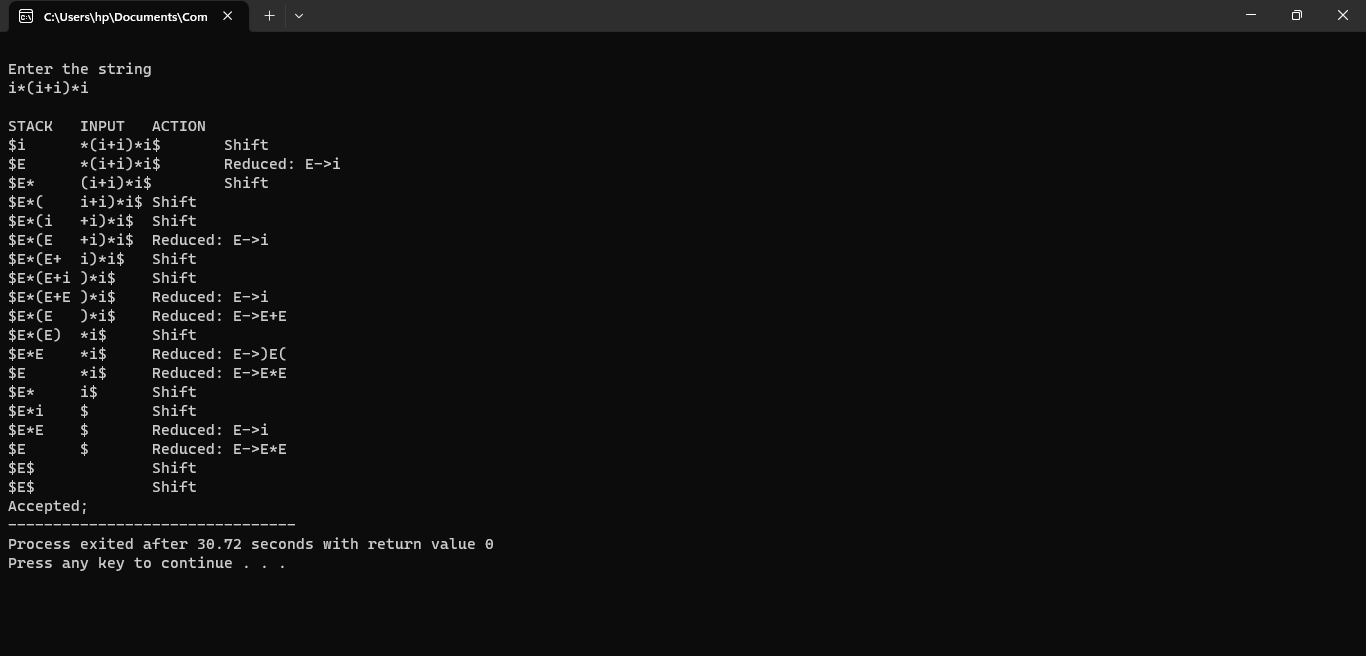 C:\Users\hp\Documents\Com
Enter the string
i*(i+i)*i
STACK   INPUT   ACTION
$i      *(i+i)*i$       Shift
$E      *(i+i)*i$       Reduced: E->i
$E*     (i+i)*i$        Shift
$E*(    i+i)*i$ Shift
$E*(i   +i)*i$  Shift
$E*(E   +i)*i$  Reduced: E->i
$E*(E+  i)*i$   Shift
$E*(E+i )*i$    Shift
$E*(E+E )*i$    Reduced: E->i
$E*(E   )*i$    Reduced: E->E+E
$E*(E)  *i$     Shift
$E*E    *i$     Reduced: E->)E(
$E      *i$     Reduced: E->E*E
$E*     i$      Shift
$E*i    $       Shift
$E*E    $       Reduced: E->i
$E      $       Reduced: E->E*E
$E$             Shift
$E$             Shift
Accepted;
--------------------------------
Process exited after 30.72 seconds with return value 0
Press any key to continue . . .